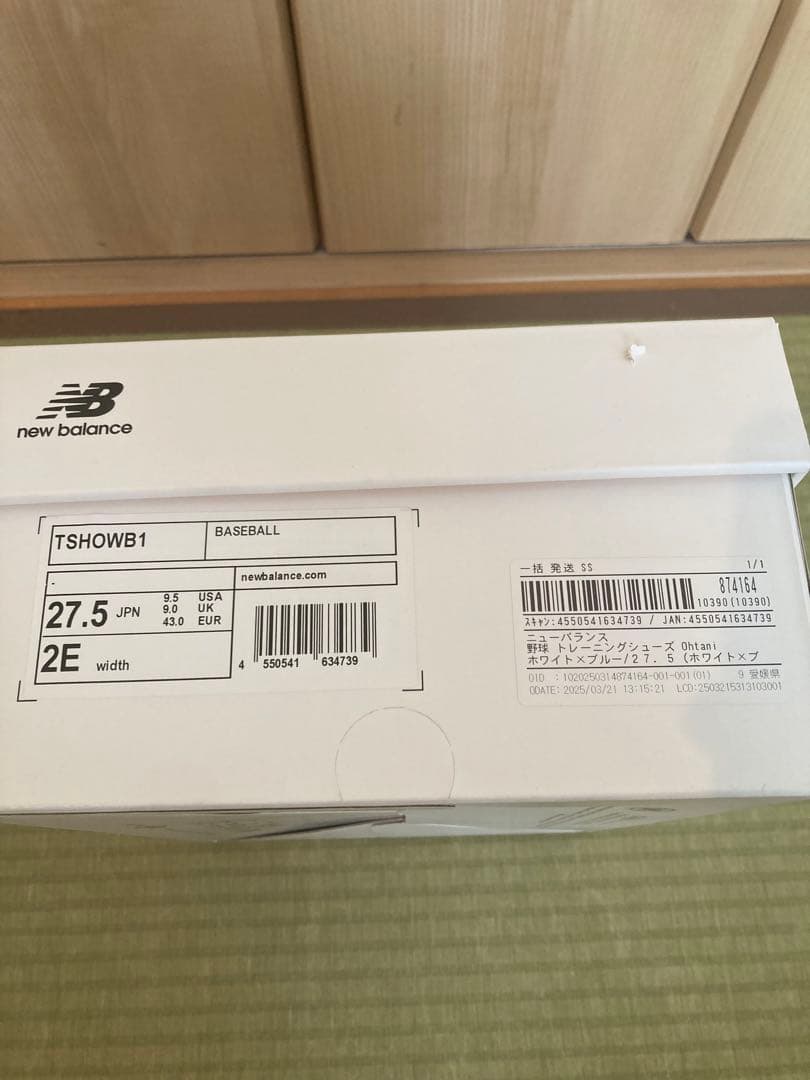 new balance
TSHOWB1
BASEBALL
-
newbalance.com
27.5 JPN
9.5 USA
9.0 UK
43.0 EUR
2E width
4 550541 634739
一括 発送 SS 1/1
874164
10390(10390)
ｽｷｬﾝ:4550541634739 / JAN:4550541634739
ニューバランス
野球 トレーニングシューズ Ohtani
ホワイト×ブルー/27.5 (ホワイト×ブ
OID :1020250314874164-001-001(01) 9 愛媛県
ODATE: 2025/03/21 13:15:21 LCD:2503215313103001